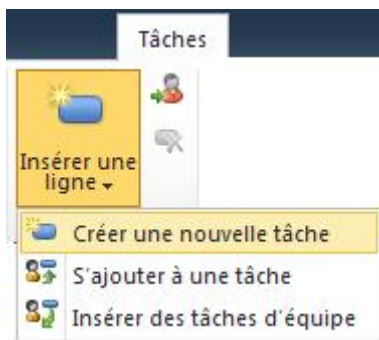 Tâches
Insérer une
ligne
Créer une nouvelle tâche
S'ajouter à une tâche
Insérer des tâches d'équipe